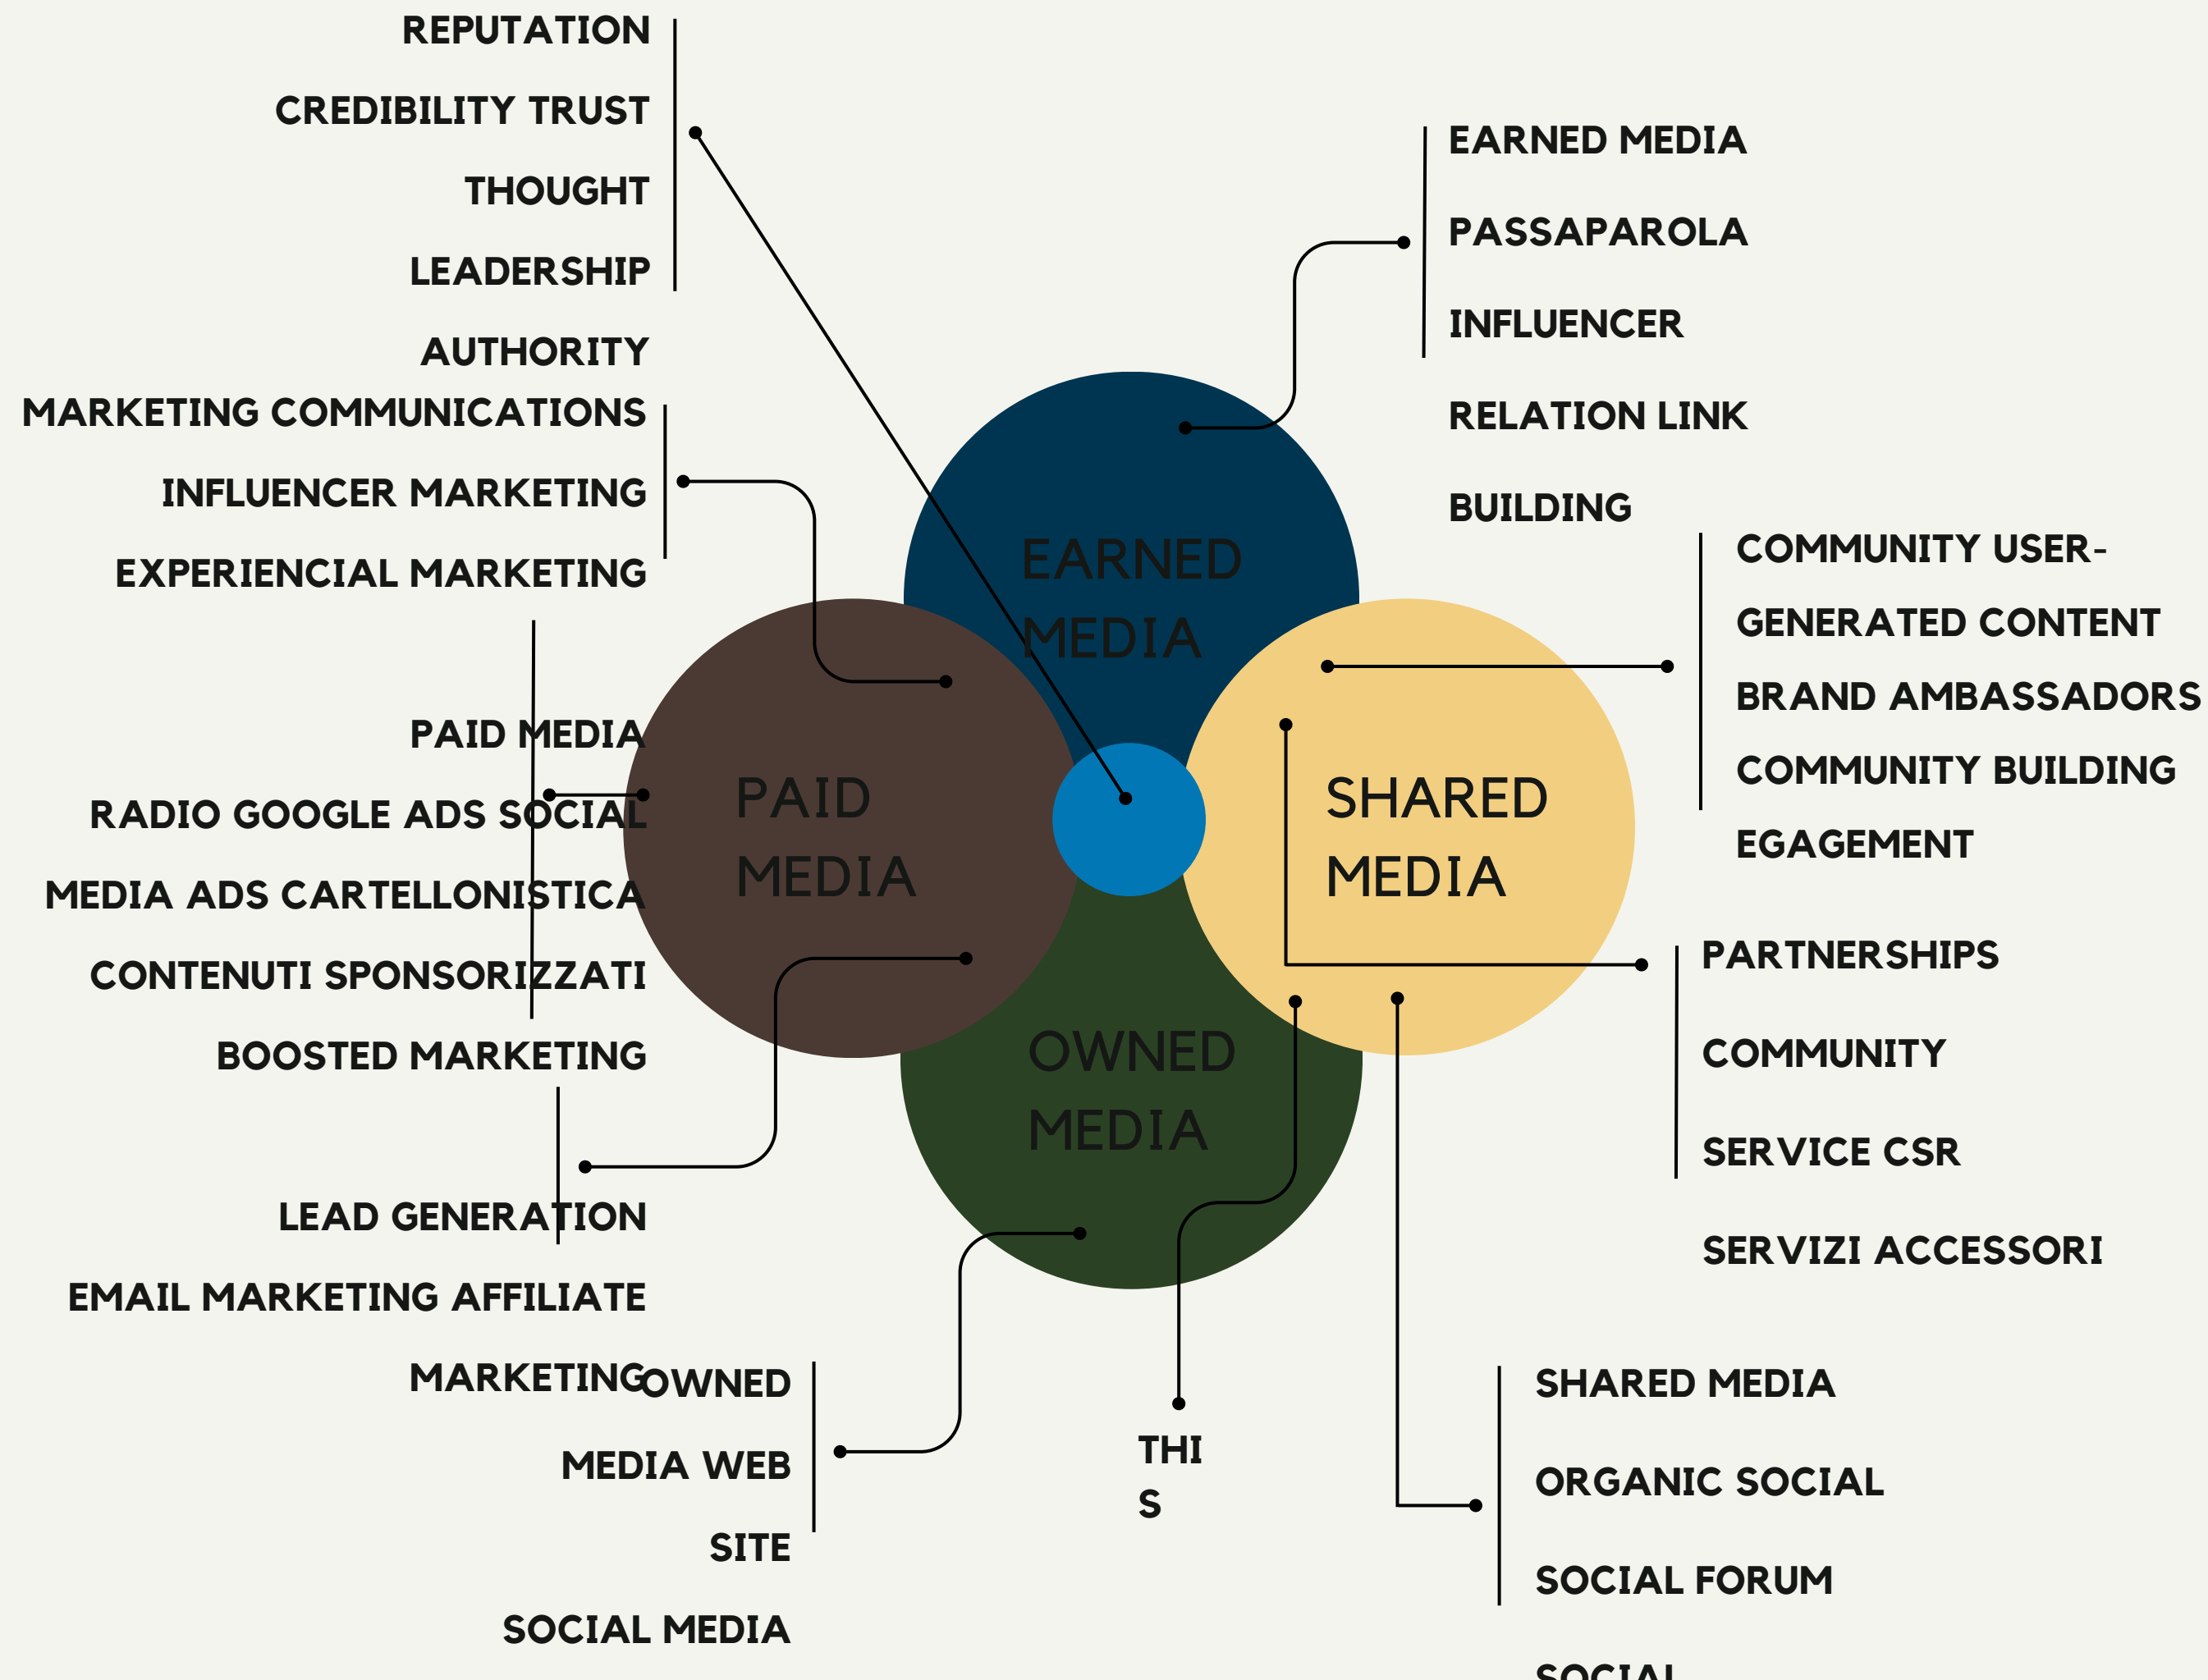 REPUTATION
CREDIBILITY TRUST
THOUGHT
LEADERSHIP
AUTHORITY
MARKETING COMMUNICATIONS
INFLUENCER MARKETING
EXPERIENCIAL MARKETING
PAID MEDIA
RADIO GOOGLE ADS SOCIAL
MEDIA ADS CARTELLONISTICA
CONTENUTI SPONSORIZZATI
BOOSTED MARKETING
LEAD GENERATION
EMAIL MARKETING AFFILIATE
MARKETING
OWNED
MEDIA WEB
SITE
SOCIAL MEDIA
EARNED
MEDIA
PAID
MEDIA
SHARED
MEDIA
OWNED
MEDIA
THI
S
EARNED MEDIA
PASSAPAROLA
INFLUENCER
RELATION LINK
BUILDING
COMMUNITY USER-
GENERATED CONTENT
BRAND AMBASSADORS
COMMUNITY BUILDING
EGAGEMENT
PARTNERSHIPS
COMMUNITY
SERVICE CSR
SERVIZI ACCESSORI
SHARED MEDIA
ORGANIC SOCIAL
SOCIAL FORUM
SOCIAL